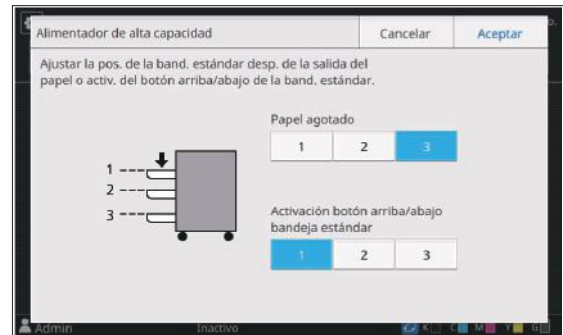 Alimentador de alta capacidad
Cancelar
Aceptar
Ajustar la pos. de la band. estándar desp. de la salida del
papel o activ. del botón arriba/abajo de la band. estándar.
Papel agotado
1 2 3
1
2
3
Activación botón arriba/abajo
bandeja estándar
1 2 3
Admin
Inactivo
K C M Y G